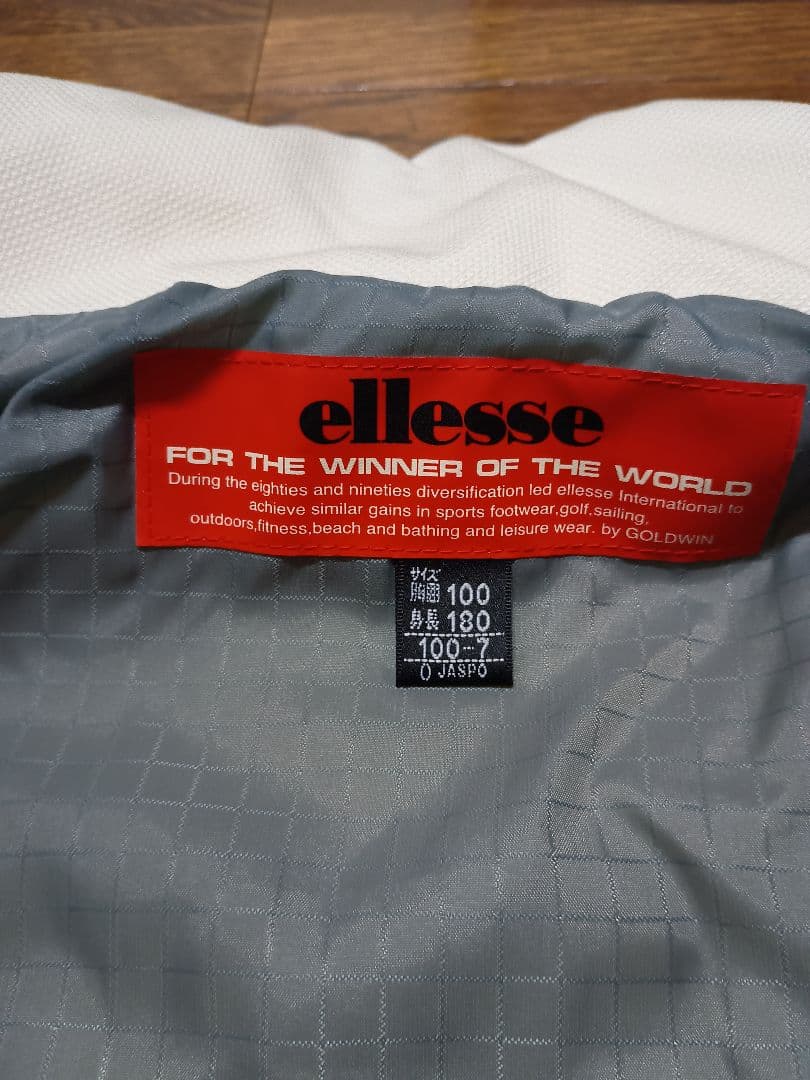 ellesse
FOR THE WINNER OF THE WORLD
During the eighties and nineties diversification led ellesse International to
achieve similar gains in sports footwear,golf,sailing,
outdoors,fitness,beach and bathing and leisure wear. by GOLDWIN
サイズ
胸囲 100
身長 180
100-7
O JASPO